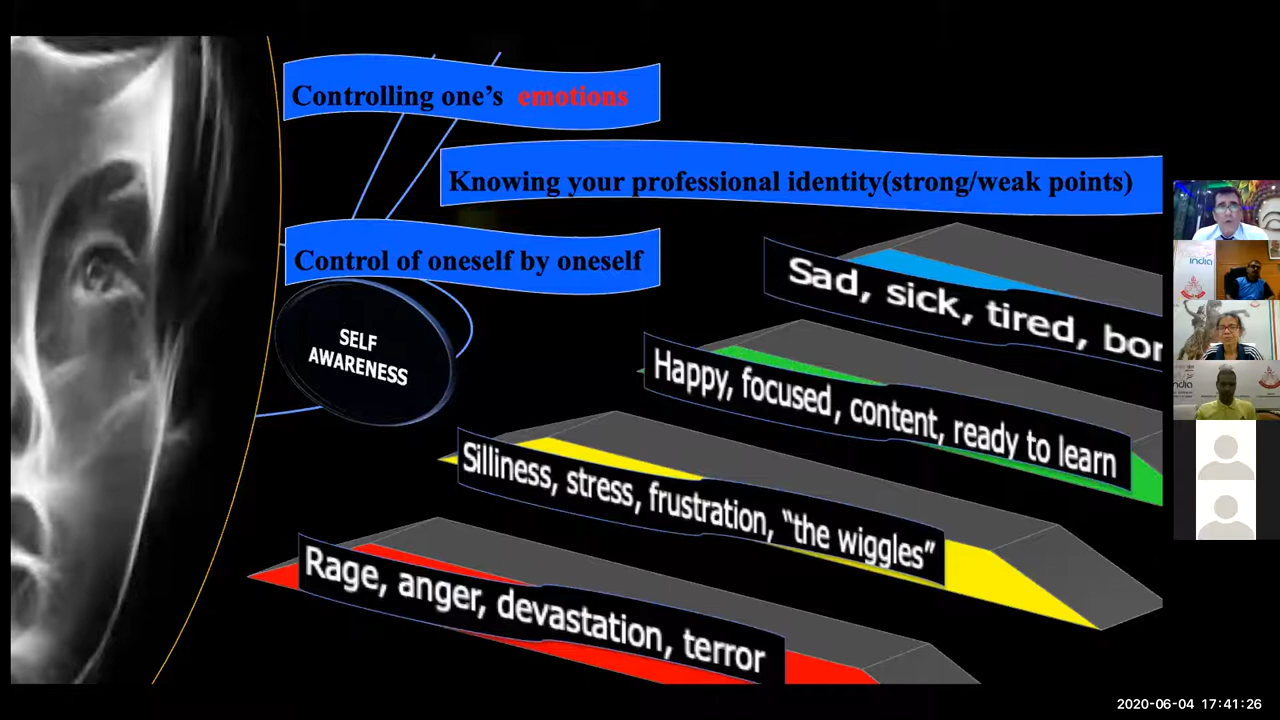 Controlling one’s emotions
Knowing your professional identity(strong/weak points)
Control of oneself by oneself
SELF
AWARENESS
Sad, sick, tired, bor
Happy, focused, content, ready to learn
Silliness, stress, frustration, “the wiggles”
Rage, anger, devastation, terror
india
2020-06-04 17:41:26